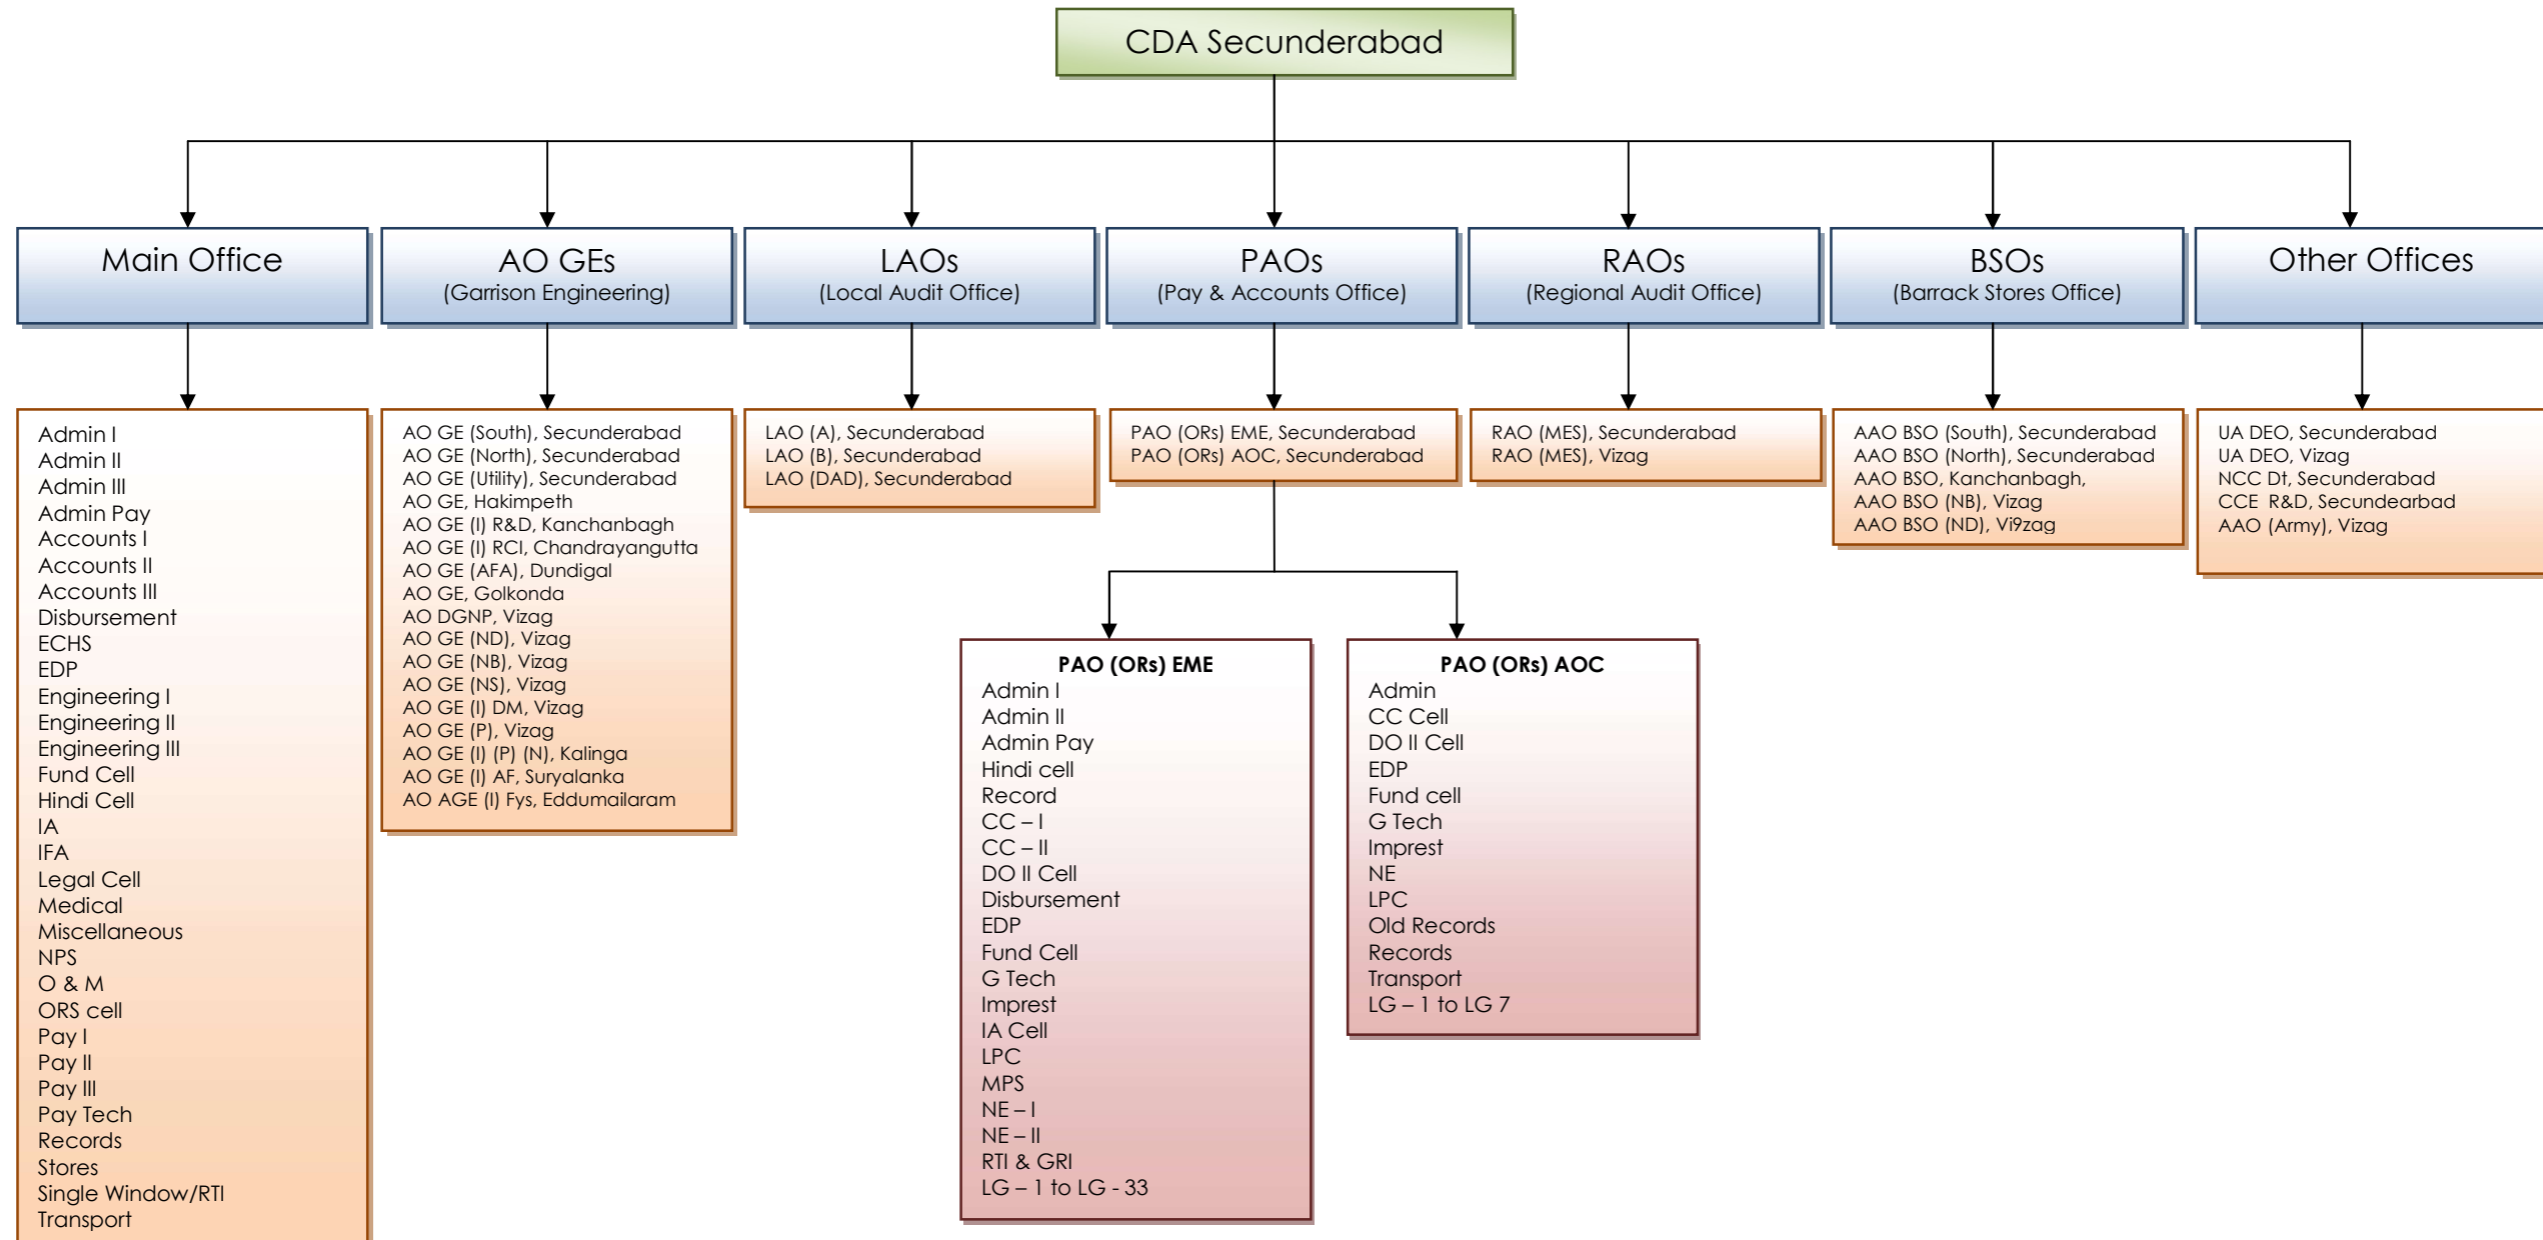 CDA Secunderabad
Main Office
AO GEs
(Garrison Engineering)
LAOs
(Local Audit Office)
PAOs
(Pay & Accounts Office)
RAOs
(Regional Audit Office)
BSOs
(Barrack Stores Office)
Other Offices
Admin I
Admin II
Admin III
Admin Pay
Accounts I
Accounts II
Accounts III
Disbursement
ECHS
EDP
Engineering I
Engineering II
Engineering III
Fund Cell
Hindi Cell
IA
IFA
Legal Cell
Medical
Miscellaneous
NPS
O & M
ORS cell
Pay I
Pay II
Pay III
Pay Tech
Records
Stores
Single Window/RTI
Transport
AO GE (South), Secunderabad
AO GE (North), Secunderabad
AO GE (Utility), Secunderabad
AO GE, Hakimpeth
AO GE (I) R&D, Kanchanbagh
AO GE (I) RCI, Chandrayangutta
AO GE (AFA), Dundigal
AO GE, Golkonda
AO DGNP, Vizag
AO GE (ND), Vizag
AO GE (NB), Vizag
AO GE (NS), Vizag
AO GE (I) DM, Vizag
AO GE (P), Vizag
AO GE (I) (P) (N), Kalinga
AO GE (I) AF, Suryalanka
AO AGE (I) Fys, Eddumailaram
LAO (A), Secunderabad
LAO (B), Secunderabad
LAO (DAD), Secunderabad
PAO (ORs) EME, Secunderabad
PAO (ORs) AOC, Secunderabad
RAO (MES), Secunderabad
RAO (MES), Vizag
AAO BSO (South), Secunderabad
AAO BSO (North), Secunderabad
AAO BSO, Kanchanbagh,
AAO BSO (NB), Vizag
AAO BSO (ND), Vi9zag
UA DEO, Secunderabad
UA DEO, Vizag
NCC Dt, Secunderabad
CCE R&D, Secundearbad
AAO (Army), Vizag
PAO (ORs) EME
Admin I
Admin II
Admin Pay
Hindi cell
Record
CC – I
CC – II
DO II Cell
Disbursement
EDP
Fund Cell
G Tech
Imprest
IA Cell
LPC
MPS
NE – I
NE – II
RTI & GRI
LG – 1 to LG - 33
PAO (ORs) AOC
Admin
CC Cell
DO II Cell
EDP
Fund cell
G Tech
Imprest
NE
LPC
Old Records
Records
Transport
LG – 1 to LG 7